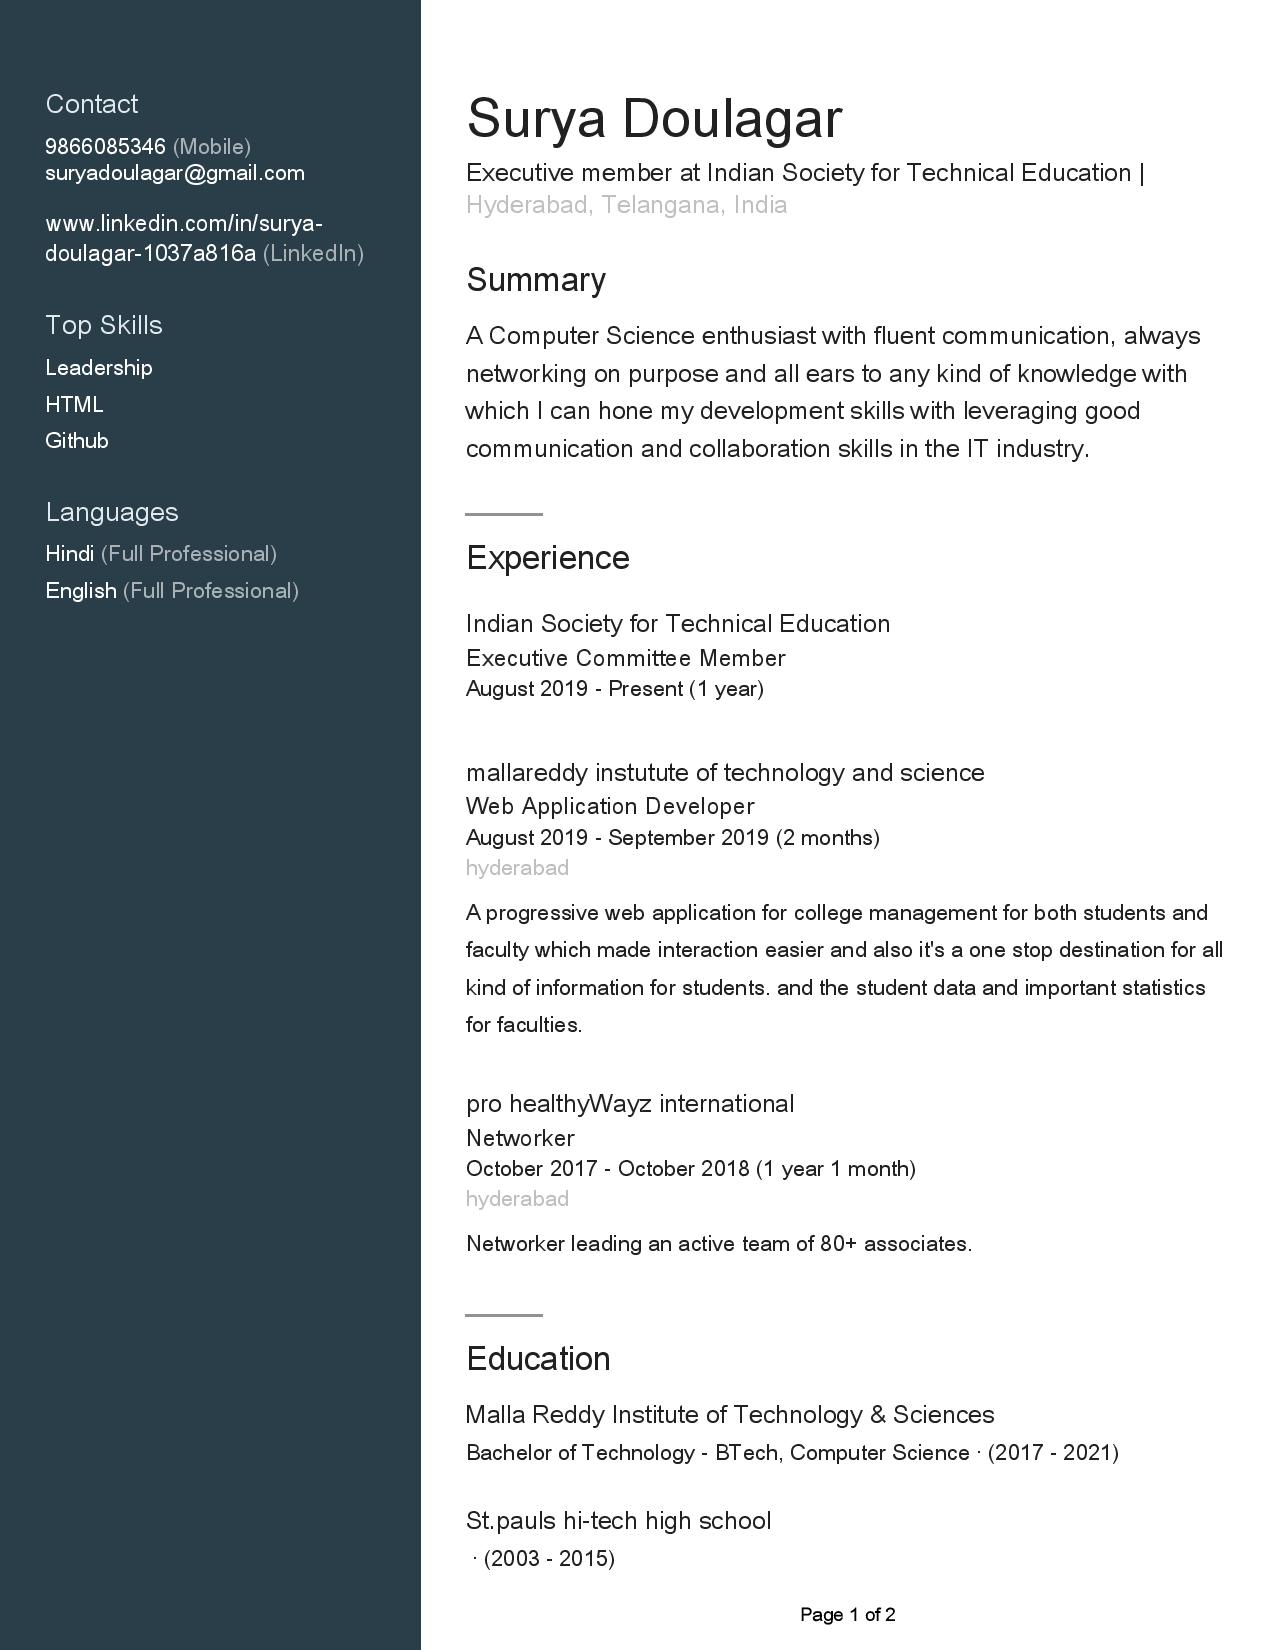 Contact
9866085346 (Mobile)
suryadoulagar@gmail.com
www.linkedin.com/in/surya-
doulagar-1037a816a (LinkedIn)
Top Skills
Leadership
HTML
Github
Languages
Hindi (Full Professional)
English (Full Professional)
Surya Doulagar
Executive member at Indian Society for Technical Education |
Hyderabad, Telangana, India
Summary
A Computer Science enthusiast with fluent communication, always
networking on purpose and all ears to any kind of knowledge with
which I can hone my development skills with leveraging good
communication and collaboration skills in the IT industry.
Experience
Indian Society for Technical Education
Executive Committee Member
August 2019 - Present (1 year)
mallareddy instutute of technology and science
Web Application Developer
August 2019 - September 2019 (2 months)
hyderabad
A progressive web application for college management for both students and
faculty which made interaction easier and also it's a one stop destination for all
kind of information for students. and the student data and important statistics
for faculties.
pro healthyWayz international
Networker
October 2017 - October 2018 (1 year 1 month)
hyderabad
Networker leading an active team of 80+ associates.
Education
Malla Reddy Institute of Technology & Sciences
Bachelor of Technology - BTech, Computer Science · (2017 - 2021)
St.pauls hi-tech high school
· (2003 - 2015)
Page 1 of 2